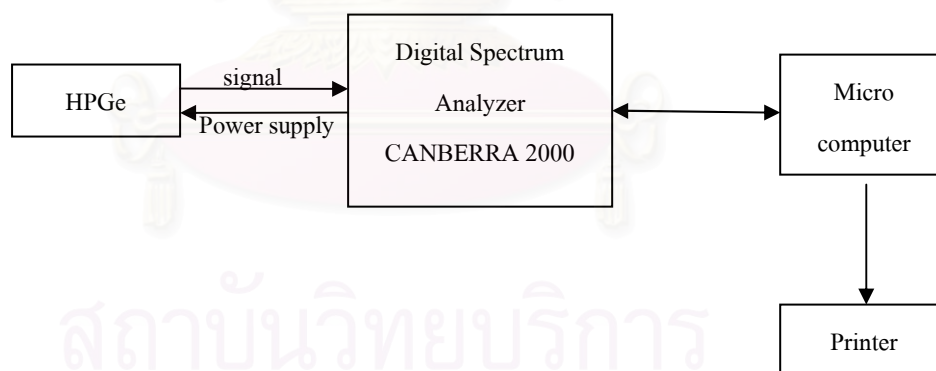 HPGe
signal
Power supply
Digital Spectrum
Analyzer
CANBERRA 2000
Micro
computer
Printer
สถาบันวิทยบริการ